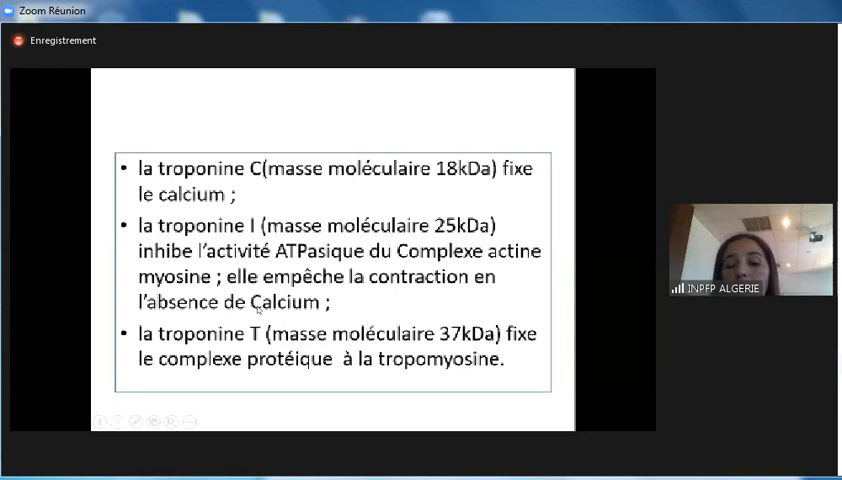 Zoom Réunion
Enregistrement
• la troponine C(masse moléculaire 18kDa) fixe
le calcium ;
• la troponine I (masse moléculaire 25kDa)
inhibe l'activité ATPasique du Complexe actine
myosine ; elle empêche la contraction en
l'absence de Calcium ;
• la troponine T (masse moléculaire 37kDa) fixe
le complexe protéique à la tropomyosine.
INPFP ALGERIE